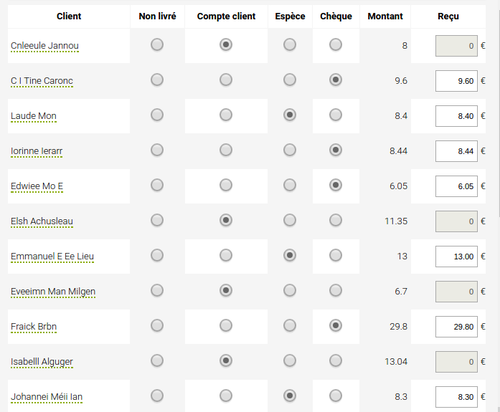 Client Non livré Compte client Espèce Chèque Montant Reçu
Cnleeule Jannou 8 0 €
C I Tine Caronc 9.6 9.60 €
Laude Mon 8.4 8.40 €
Iorinne Ierarr 8.44 8.44 €
Edwiee Mo E 6.05 6.05 €
Elsh Achusleau 11.35 0 €
Emmanuel E Ee Lieu 13 13.00 €
Eveeimn Man Milgen 6.7 0 €
Fraick Brbn 29.8 29.80 €
Isabelll Alguger 13.04 0 €
Johannei Méii Ian 8.3 8.30 €